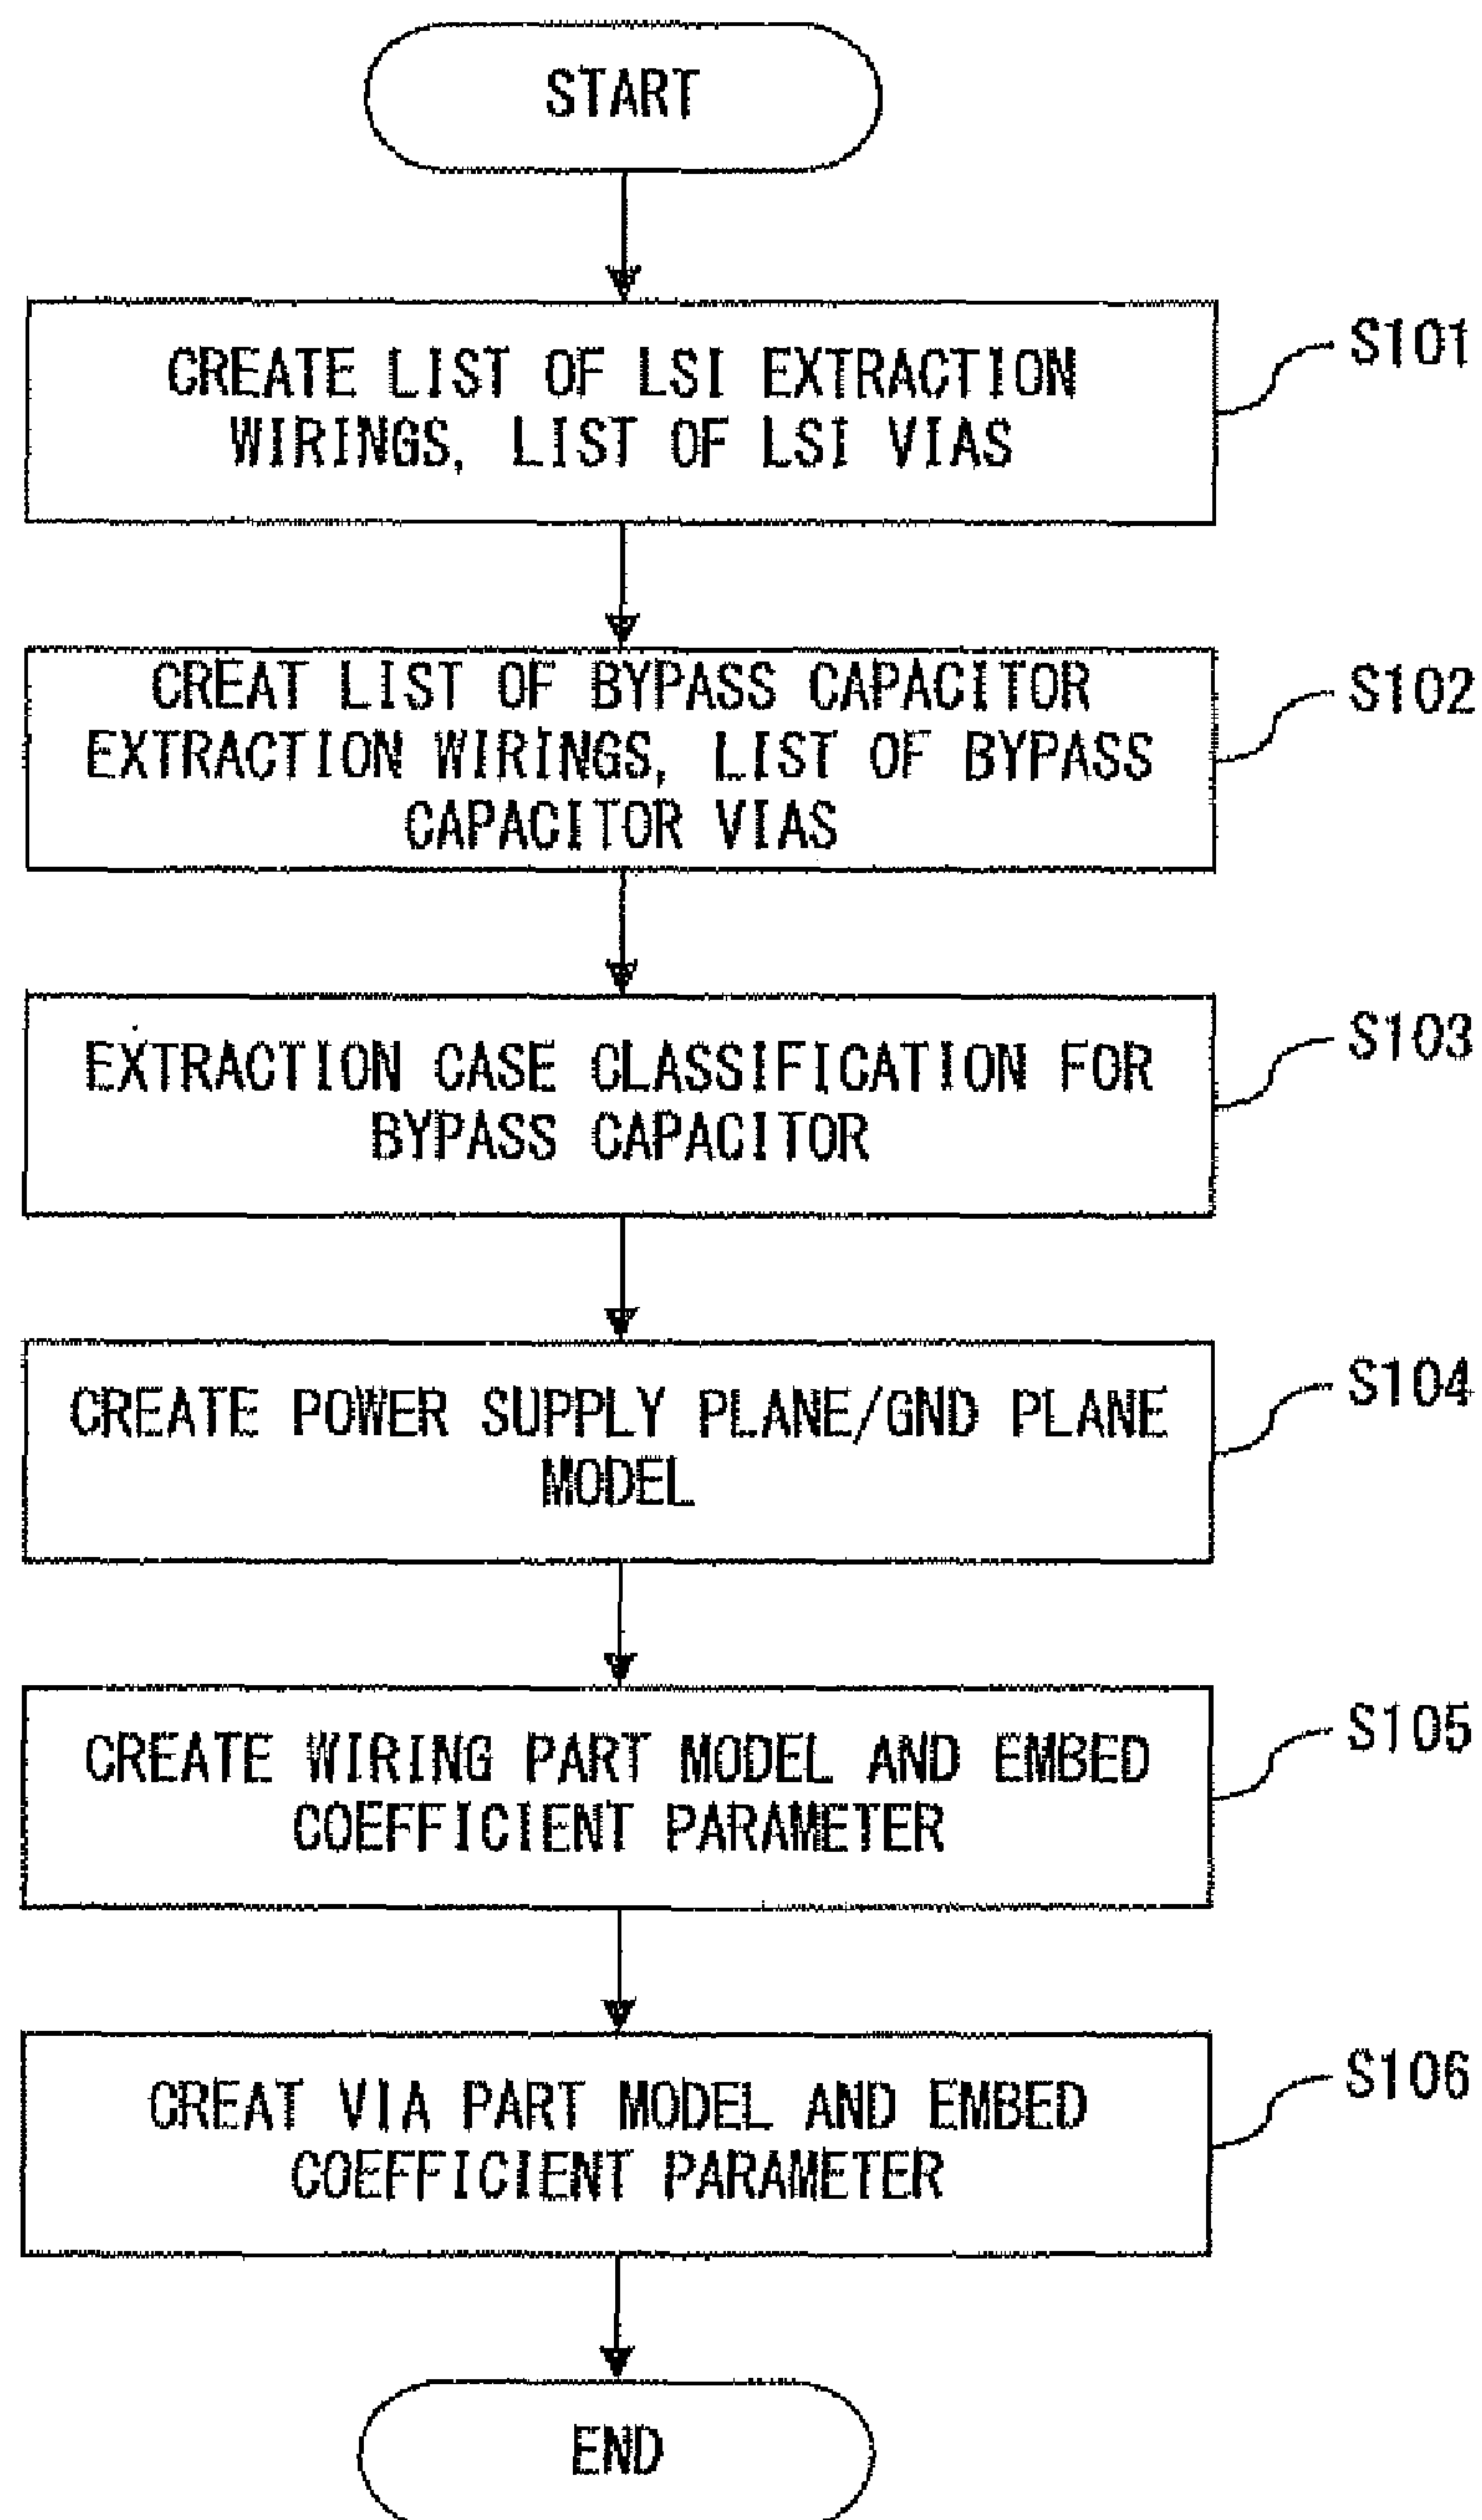 START
CREATE LIST OF LSI EXTRACTION
WIRINGS, LIST OF LSI VIAS
S101
CREAT LIST OF BYPASS CAPACITOR
EXTRACTION WIRINGS, LIST OF BYPASS
CAPACITOR VIAS
S102
EXTRACTION CASE CLASSIFICATION FOR
BYPASS CAPACITOR
S103
CREATE POWER SUPPLY PLANE/GND PLANE
MODEL
S104
CREATE WIRING PART MODEL AND EMBED
COEFFICIENT PARAMETER
S105
CREAT VIA PART MODEL AND EMBED
COEFFICIENT PARAMETER
S106
END